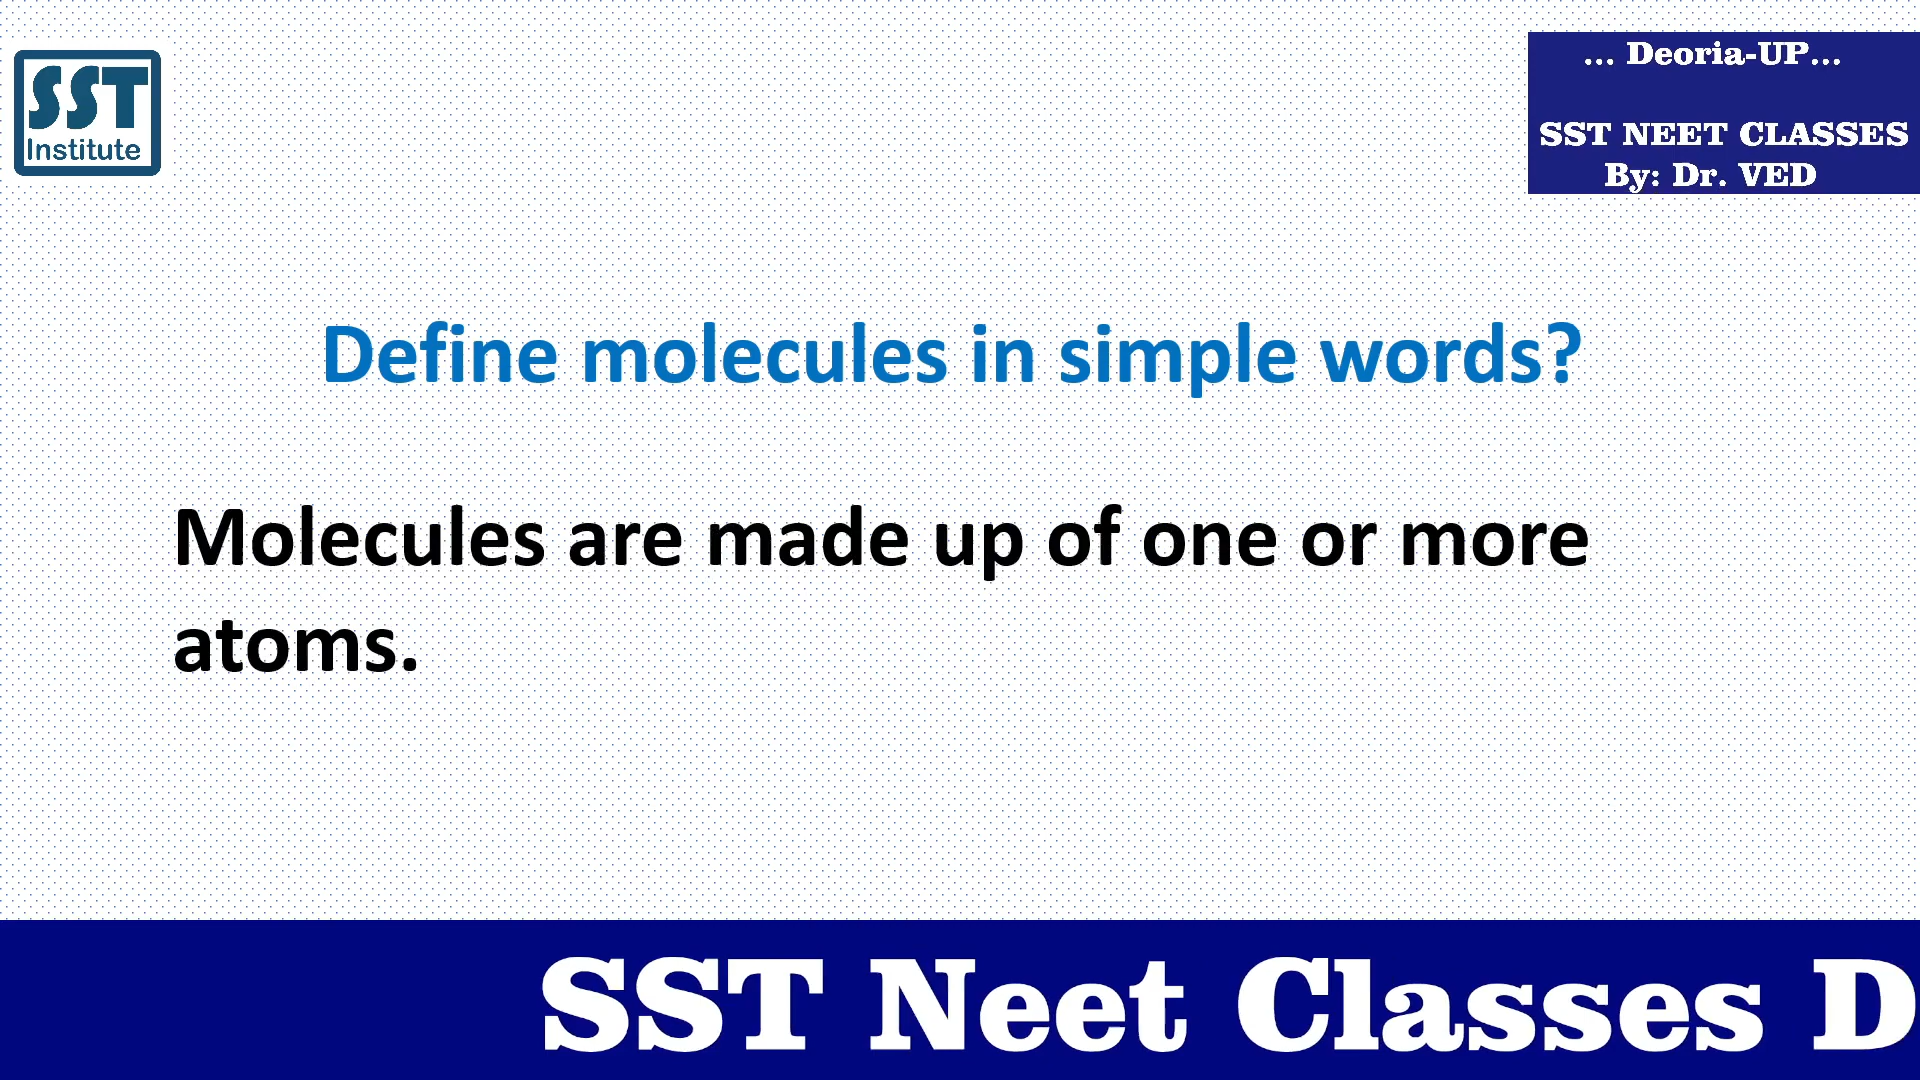 SST
Institute
... Deoria-UP...
SST NEET CLASSES
By: Dr. VED
Define molecules in simple words?
Molecules are made up of one or more
atoms.
SST Neet Classes D